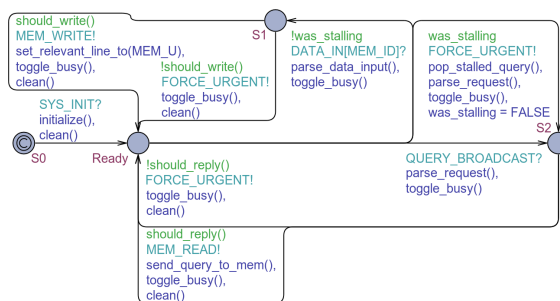 should_write()
MEM_WRITE!
set_relevant_line_to(MEM_U),
toggle_busy(),
clean()
S1
!should_write()
FORCE_URGENT!
toggle_busy(),
clean()
!was_stalling
DATA_IN[MEM_ID]?
parse_data_input(),
toggle_busy()
was_stalling
FORCE_URGENT!
pop_stalled_query(),
parse_request(),
toggle_busy(),
was_stalling = FALSE
S2
SYS_INIT?
initialize(),
clean()
S0
Ready
QUERY_BROADCAST?
parse_request(),
toggle_busy()
!should_reply()
FORCE_URGENT!
toggle_busy(),
clean()
should_reply()
MEM_READ!
send_query_to_mem(),
toggle_busy(),
clean()